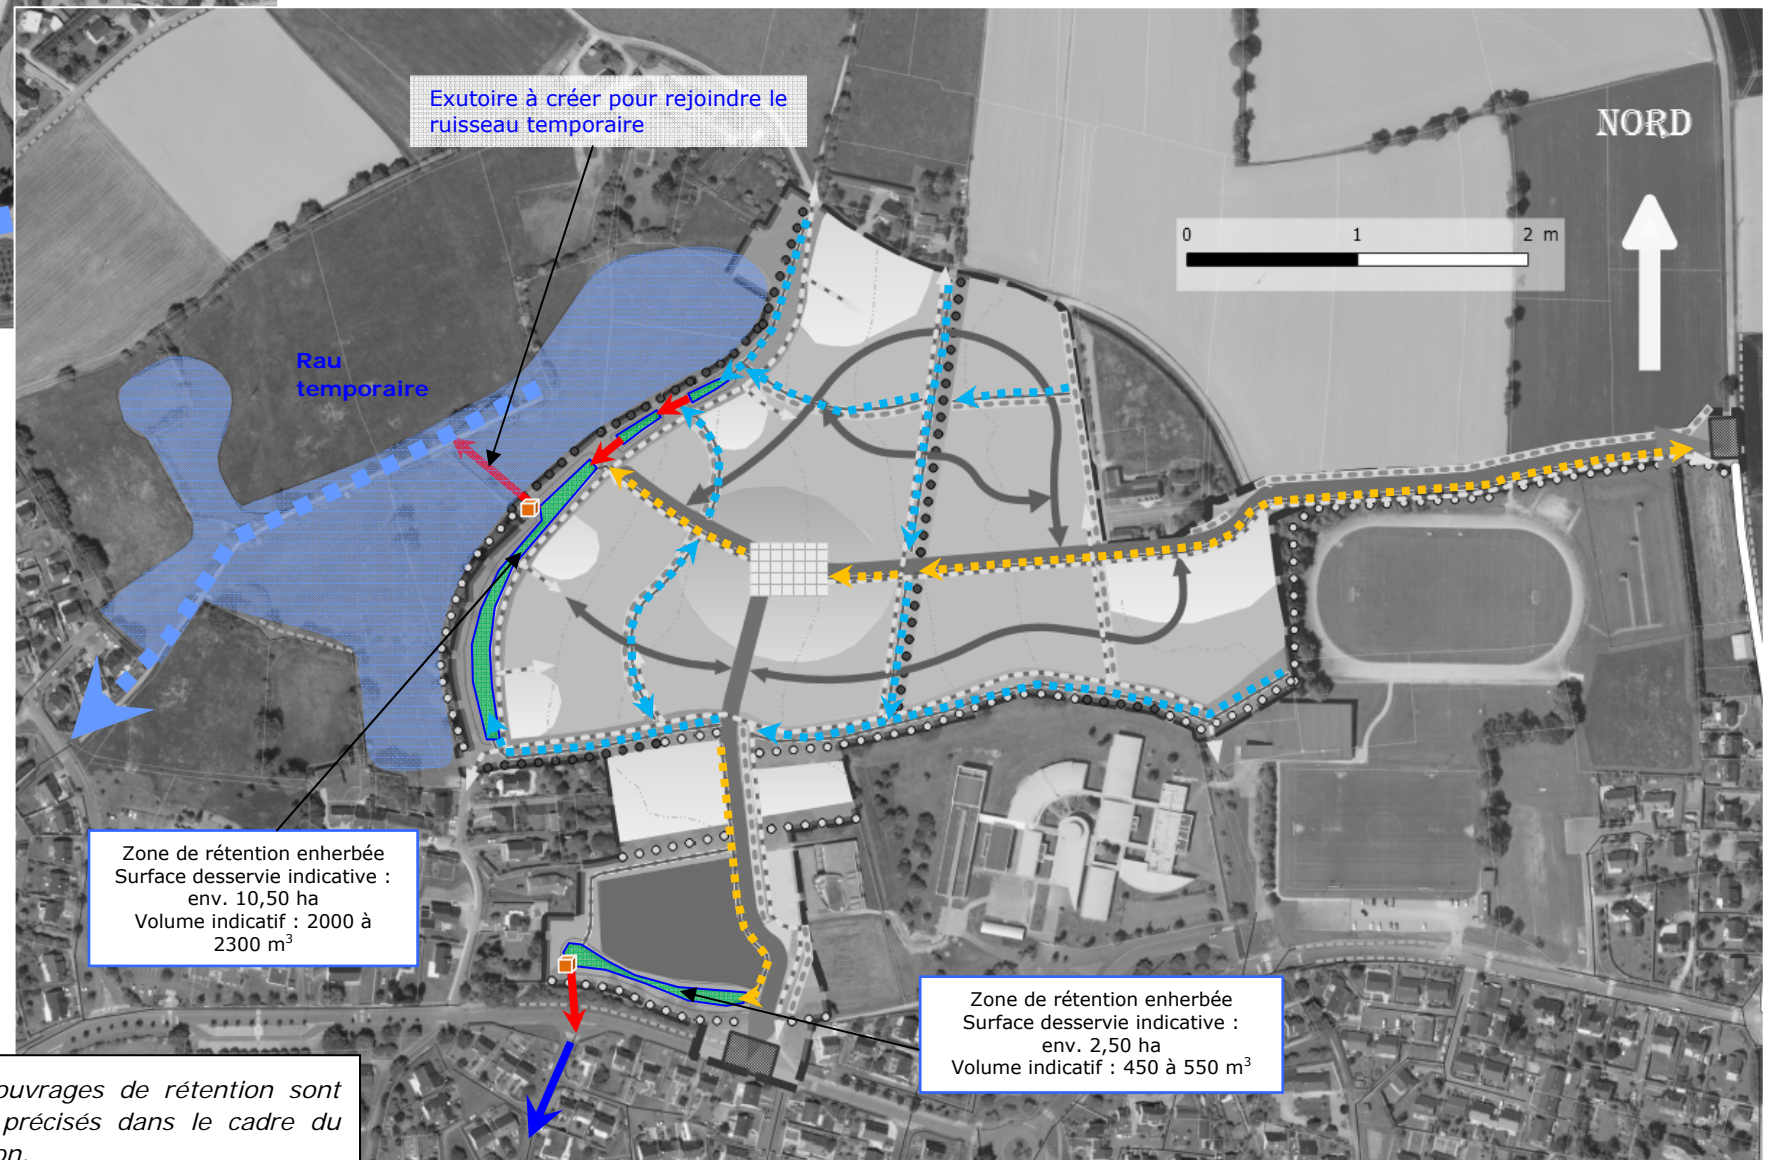 Exutoire à créer pour rejoindre le
ruisseau temporaire
NORD
0 1 2 m
Rau
temporaire
Zone de rétention enherbée
Surface desservie indicative :
env. 10,50 ha
Volume indicatif : 2000 à
2300 m³
Zone de rétention enherbée
Surface desservie indicative :
env. 2,50 ha
Volume indicatif : 450 à 550 m³
ouvrages de rétention sont
précisés dans le cadre du
on.